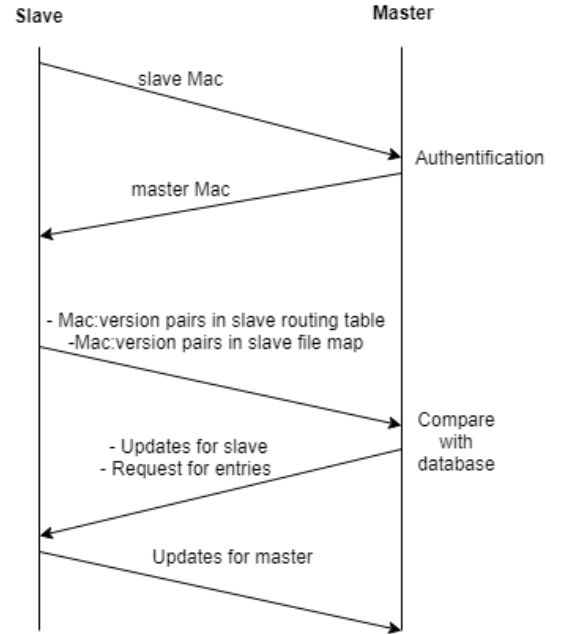 Slave
Master
slave Mac
Authentification
master Mac
- Mac:version pairs in slave routing table
-Mac:version pairs in slave file map
Compare
with
database
- Updates for slave
- Request for entries
Updates for master